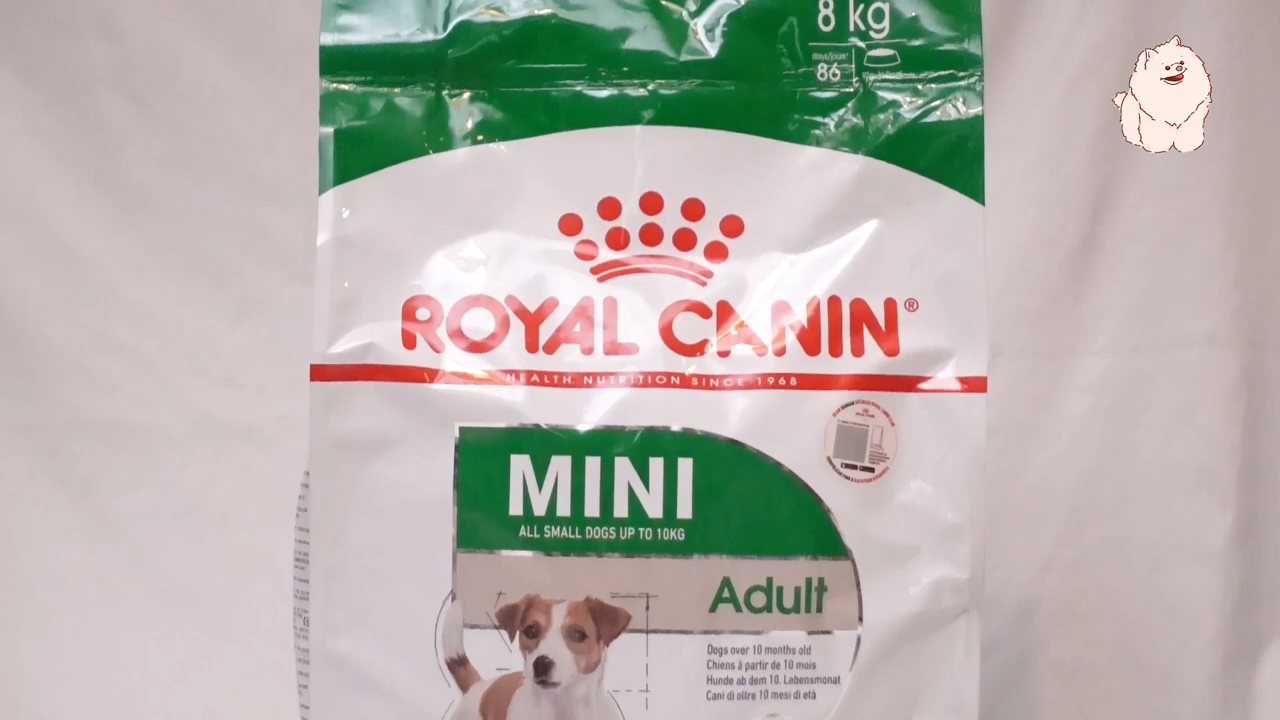 8 kg
days/jours*
86
ROYAL CANIN®
HEALTH NUTRITION SINCE 1968
MINI
ALL SMALL DOGS UP TO 10KG
Adult
Dogs over 10 months old
Chiens à partir de 10 mois
Hunde ab dem 10. Lebensmonat
Cani di oltre 10 mesi di età